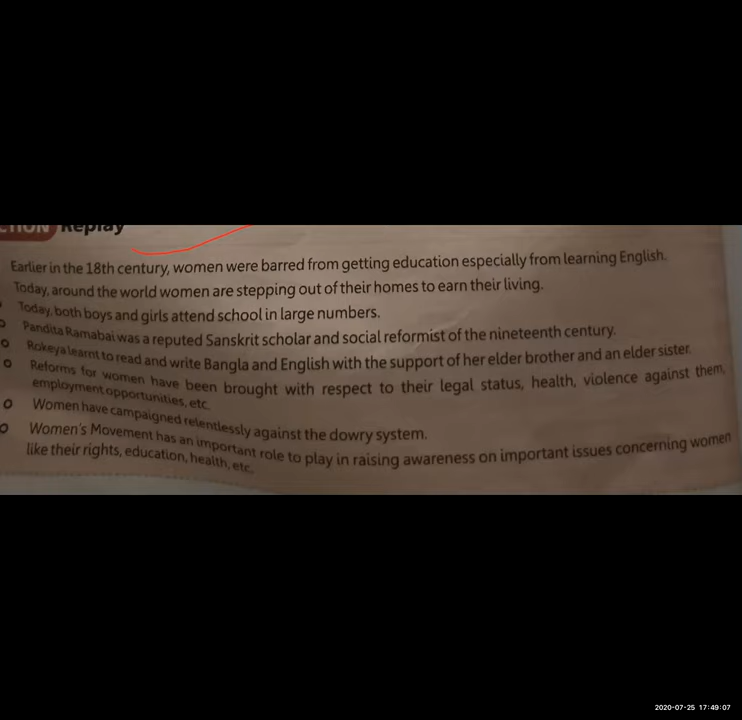 CTION Replay
Earlier in the 18th century, women were barred from getting education especially from learning English.
Today, around the world women are stepping out of their homes to earn their living.
Today, both boys and girls attend school in large numbers.
Pandita Ramabai was a reputed Sanskrit scholar and social reformist of the nineteenth century.
Rokeya learnt to read and write Bangla and English with the support of her elder brother and an elder sister.
Reforms for women have been brought with respect to their legal status, health, violence against them,
employment opportunities, etc.
Women have campaigned relentlessly against the dowry system.
Women's Movement has an important role to play in raising awareness on important issues concerning women
like their rights, education, health, etc.
2020-07-25 17:49:07